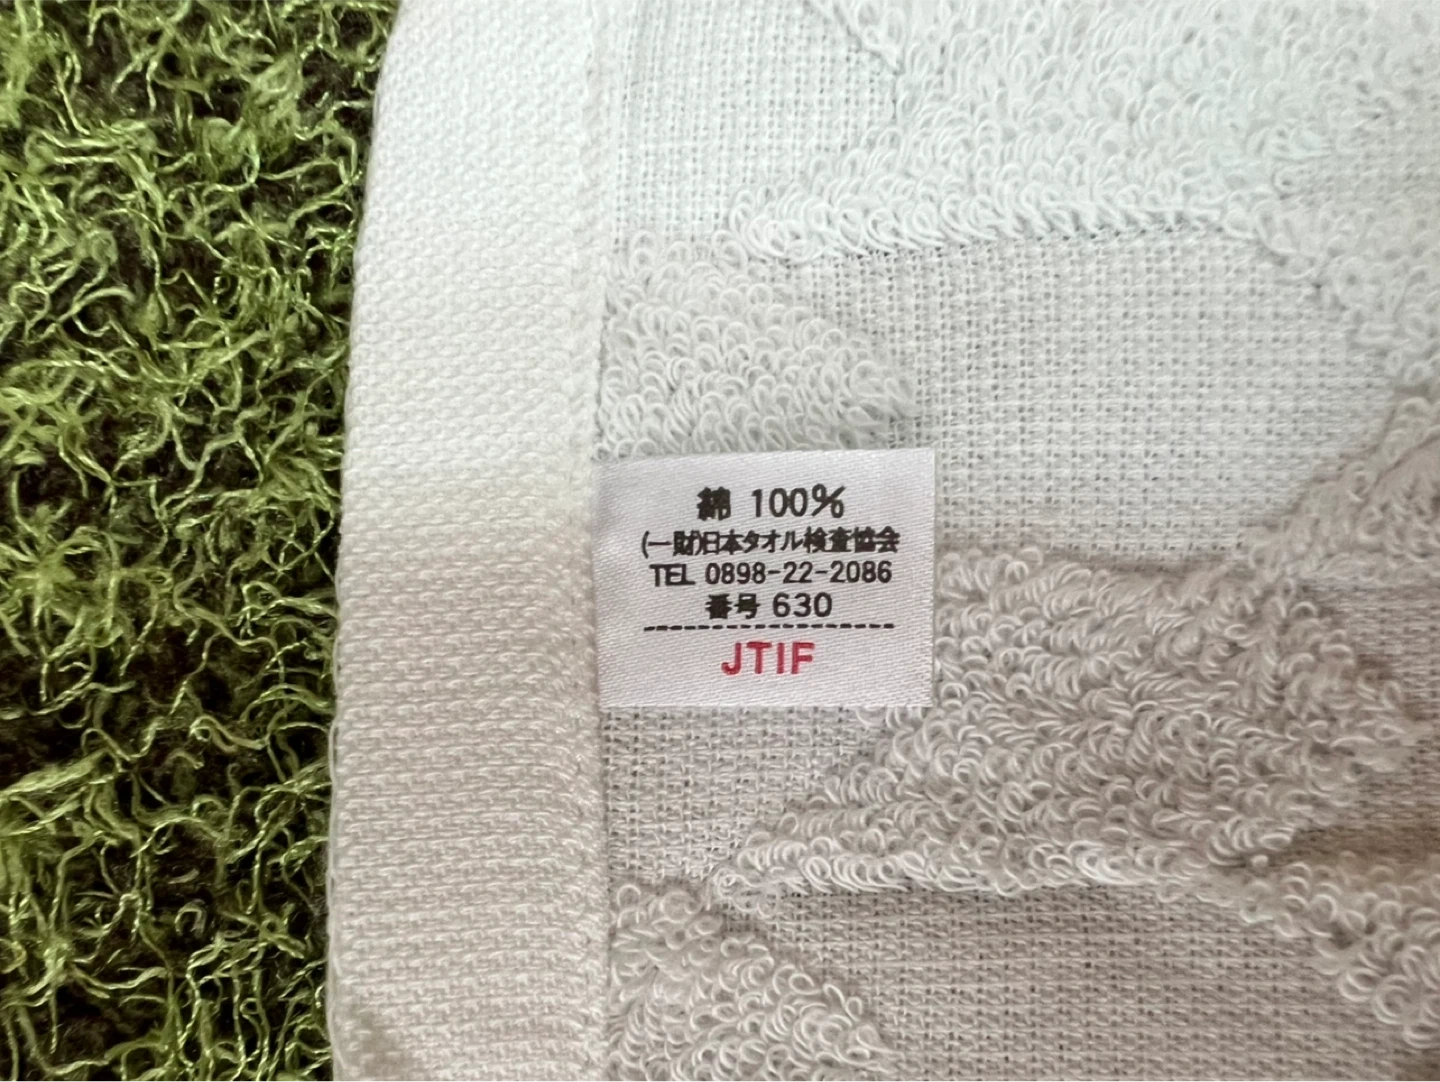 綿 100%
(一財)日本タオル検査協会
TEL 0898-22-2086
番号 630
JTIF